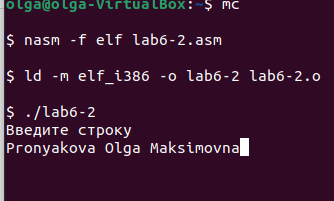 olga@olga-VirtualBox:~$ mc
$ nasm -f elf lab6-2.asm
$ ld -m elf_i386 -o lab6-2 lab6-2.o
$ ./lab6-2
Введите строку
Pronyakova Olga Maksimovna